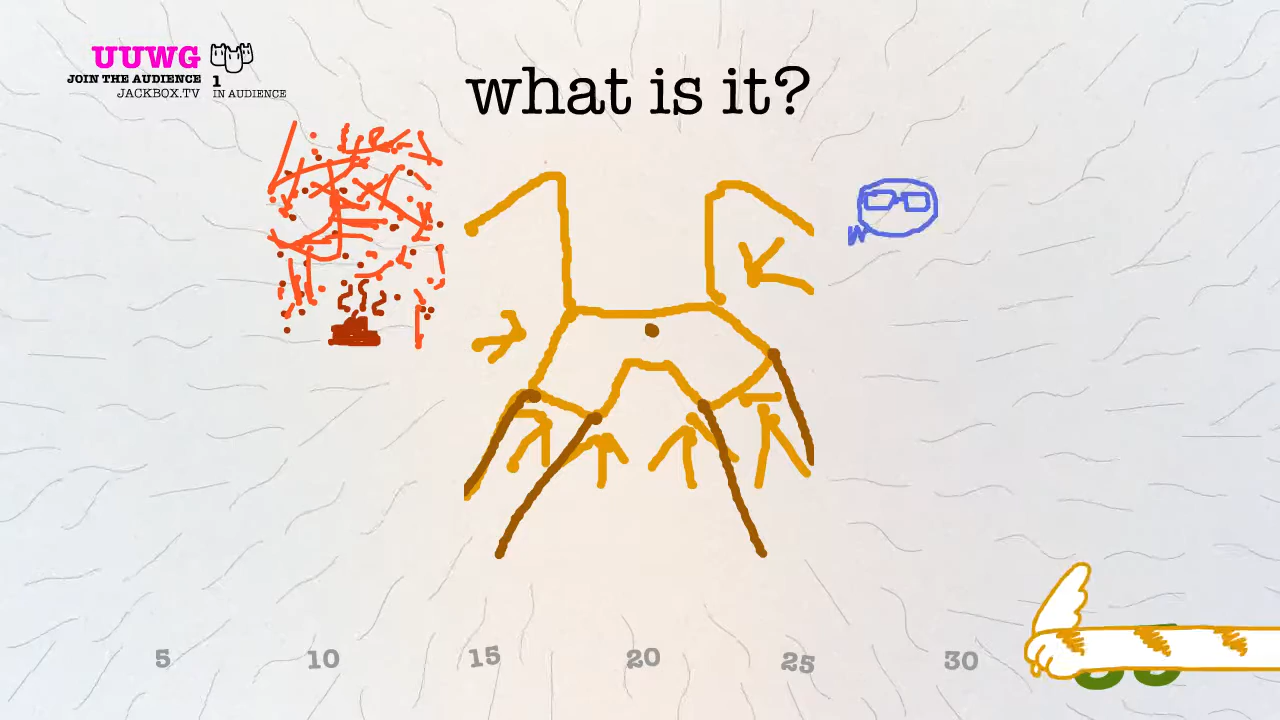 UUWG
JOIN THE AUDIENCE
JACKBOX.TV
1
IN AUDIENCE
what is it?
5 10 15 20 25 30